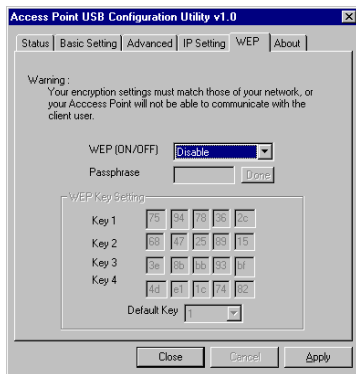 Access Point USB Configuration Utility v1.0
Status Basic Setting Advanced IP Setting WEP About
Warning :
Your encryption settings must match those of your network, or
your Acccess Point will not be able to communicate with the
client user.
WEP (ON/OFF) Disable
Passphrase Done
WEP Key Setting
Key 1 75 94 78 36 2c
Key 2 68 47 25 89 15
Key 3 3e 8b bb 93 bf
Key 4 4d e1 1c 74 82
Default Key 1
Close Cancel Apply